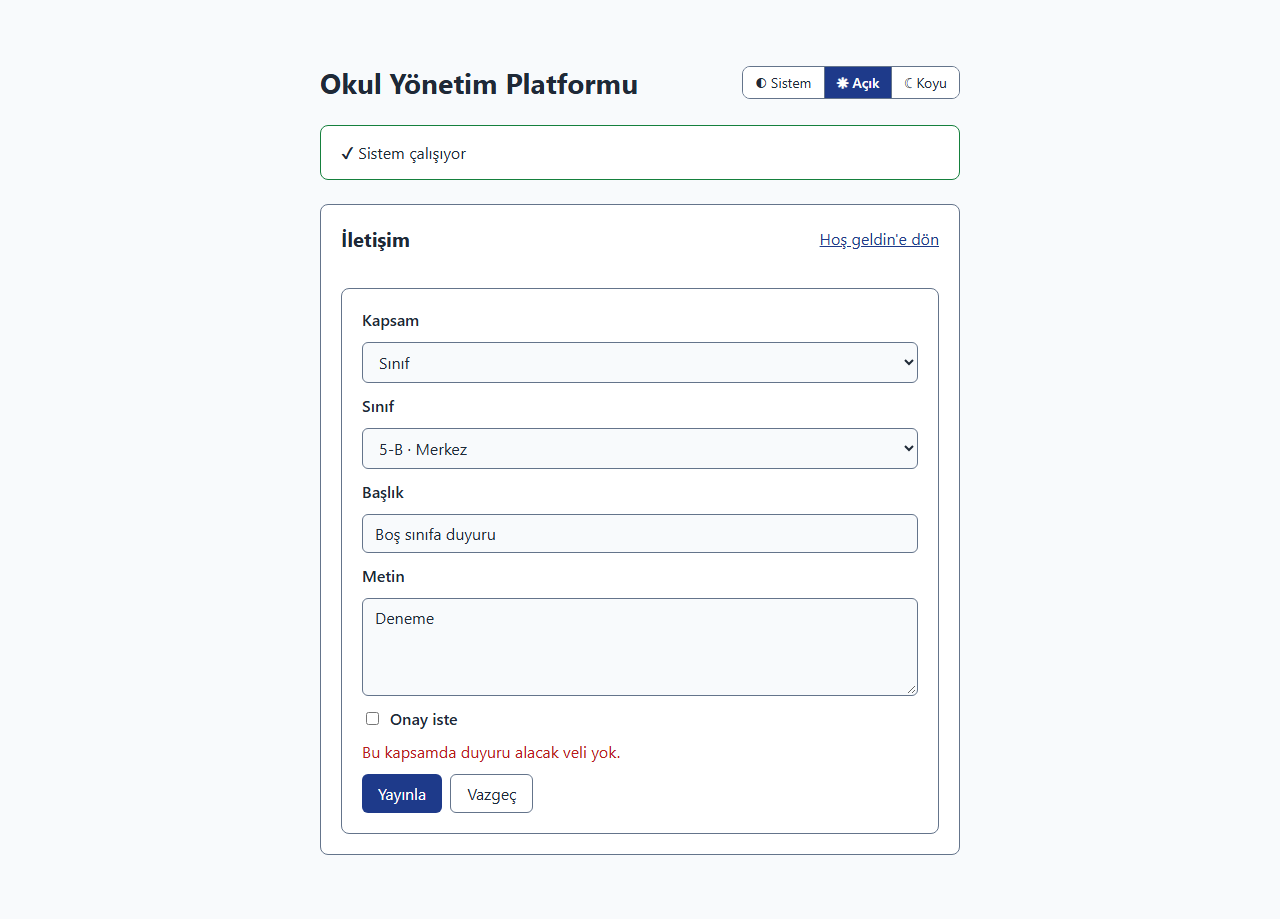 Okul Yönetim Platformu
Sistem
Açık
Koyu
Sistem çalışıyor
İletişim
Hoş geldin'e dön
Kapsam
Sınıf
Sınıf
5-B · Merkez
Başlık
Boş sınıfa duyuru
Metin
Deneme
Onay iste
Bu kapsamda duyuru alacak veli yok.
Yayınla
Vazgeç